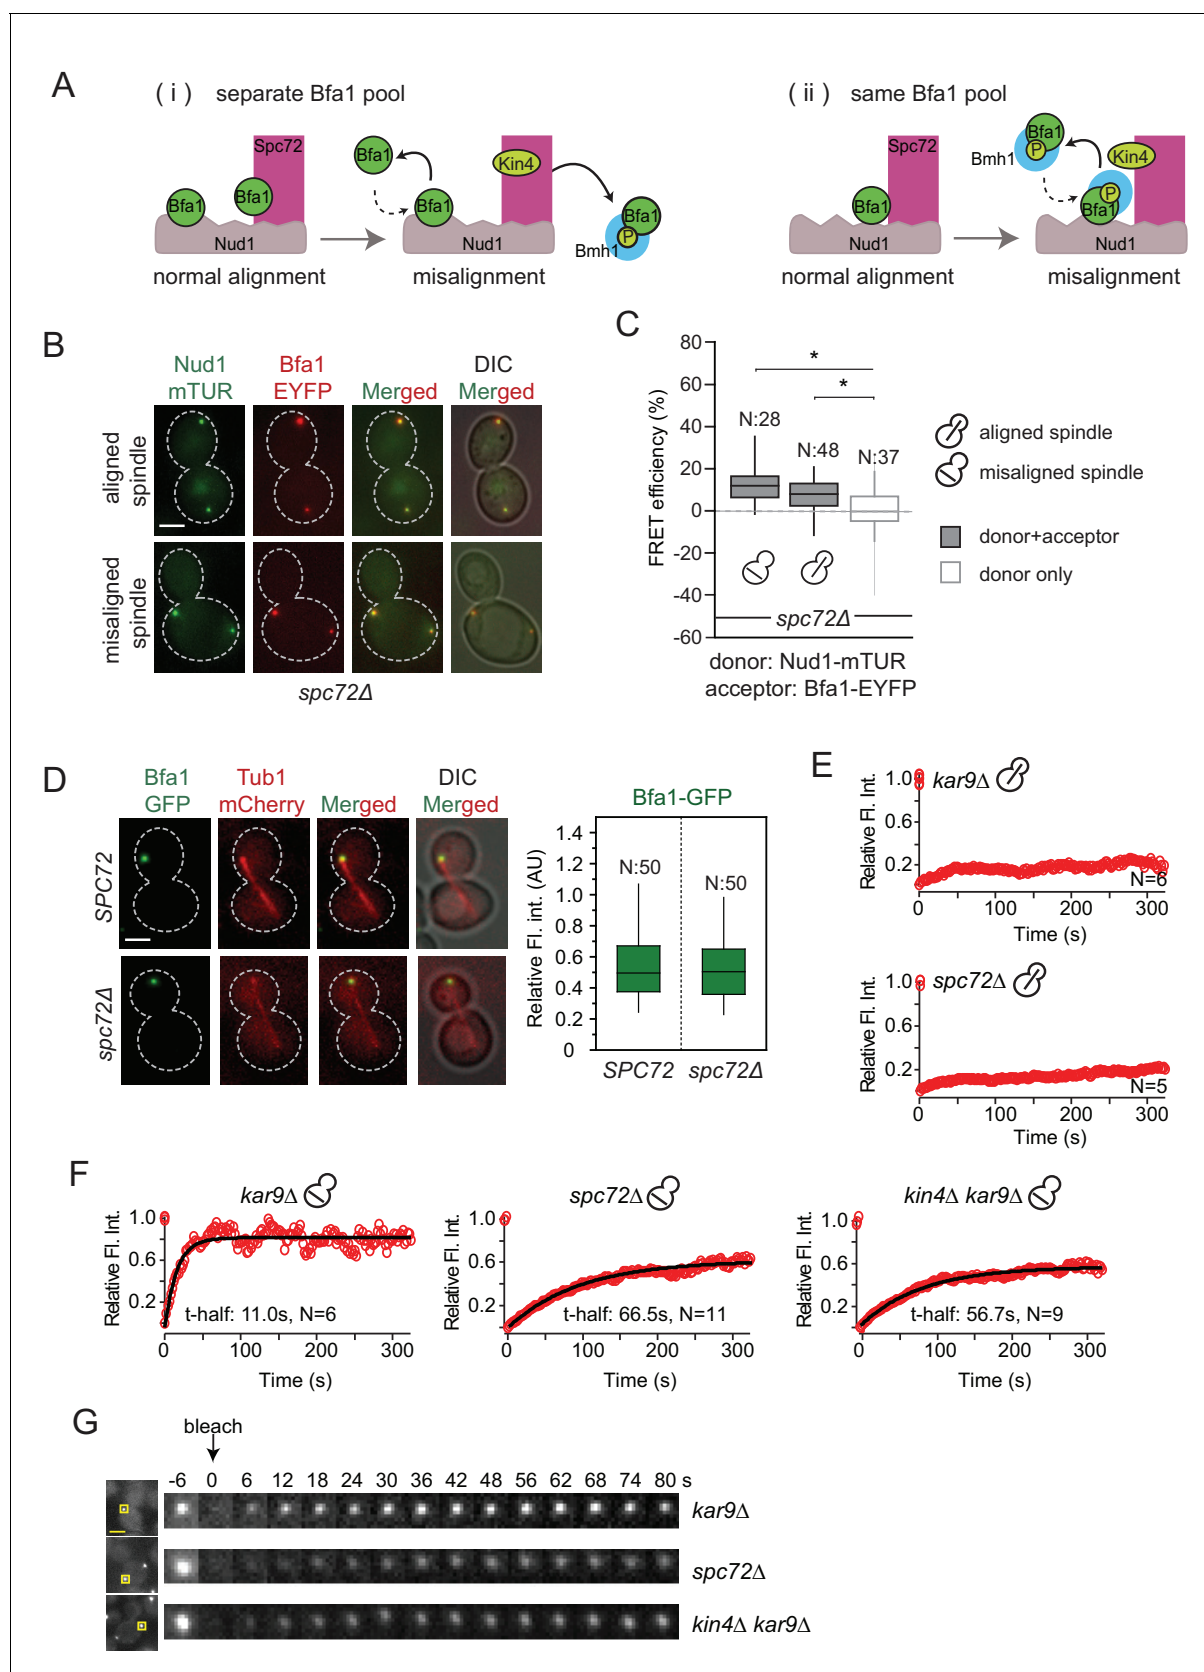 A
( i ) separate Bfa1 pool
Spc72
Bfa1
Bfa1
Nud1
normal alignment
Bfa1
Bfa1
Kin4
Nud1
misalignment
Bfa1
P
Bmh1
( ii ) same Bfa1 pool
Spc72
Bfa1
Nud1
normal alignment
Bfa1
P
Bmh1
Kin4
P
Bfa1
Nud1
misalignment
B
Nud1 mTUR
Bfa1 EYFP
Merged
DIC Merged
aligned spindle
misaligned spindle
spc72Δ
C
FRET efficiency (%)
80
60
40
20
0
-20
-40
-60
*
*
N:28
N:48
N:37
spc72Δ
donor: Nud1-mTUR
acceptor: Bfa1-EYFP
aligned spindle
misaligned spindle
donor+acceptor
donor only
D
Bfa1 GFP
Tub1 mCherry
Merged
DIC Merged
SPC72
spc72Δ
Bfa1-GFP
Relative Fl. int. (AU)
1.4
1.2
1.0
0.8
0.6
0.4
0.2
0
N:50
N:50
SPC72
spc72Δ
E
kar9Δ
Relative Fl. Int.
1.0
0.6
0.2
N=6
0 100 200 300
Time (s)
spc72Δ
Relative Fl. Int.
1.0
0.6
0.2
N=5
0 100 200 300
Time (s)
F
kar9Δ
Relative Fl. Int.
1.0
0.6
0.2
t-half: 11.0s, N=6
0 100 200 300
Time (s)
spc72Δ
Relative Fl. Int.
1.0
0.6
0.2
t-half: 66.5s, N=11
0 100 200 300
Time (s)
kin4Δ kar9Δ
Relative Fl. Int.
1.0
0.6
0.2
t-half: 56.7s, N=9
0 100 200 300
Time (s)
G
bleach
-6 0 6 12 18 24 30 36 42 48 56 62 68 74 80 s
kar9Δ
spc72Δ
kin4Δ kar9Δ